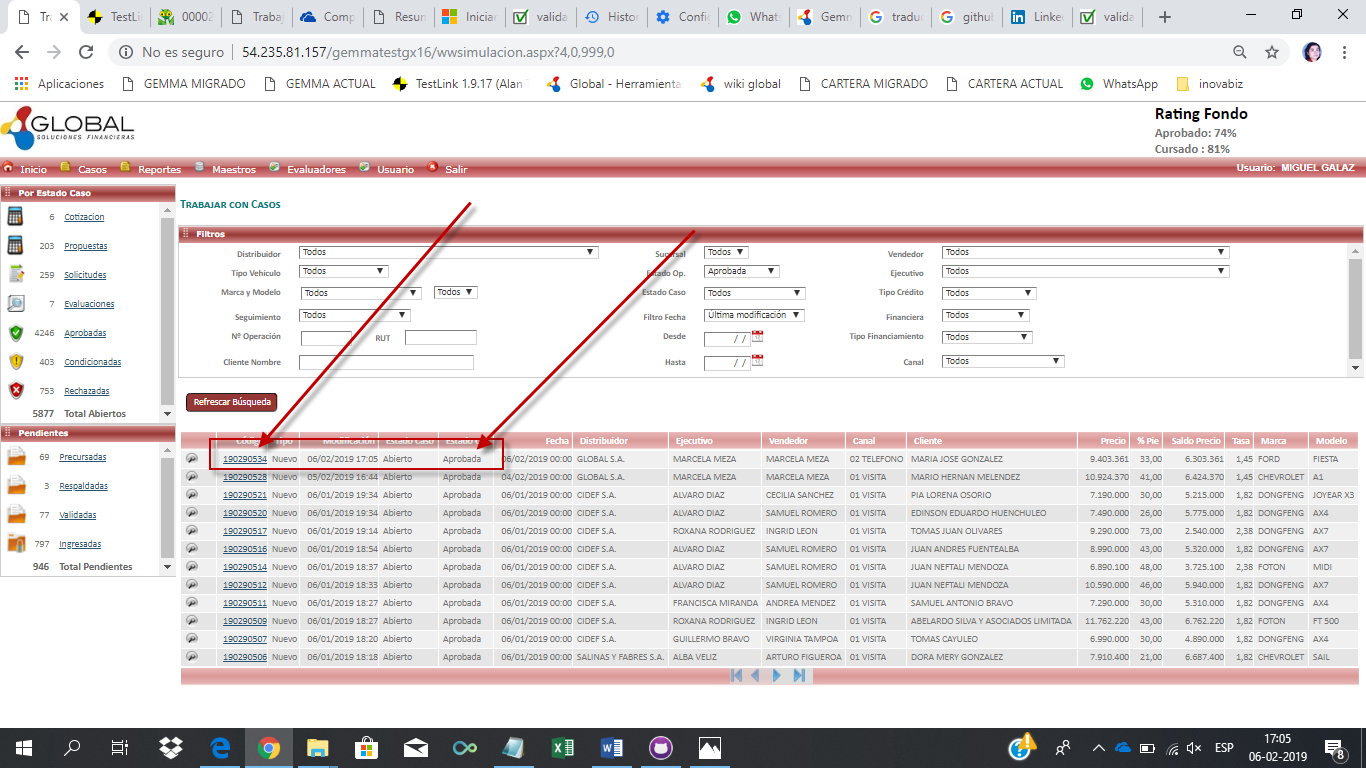 Tra
TestL
00002
Trabaj
Comp
Resun
Iniciar
valida
Histor
Config
Whats
Gemm
traduc
github
Linked
valida
No es seguro | 54.235.81.157/gemmatestgx16/wwsimulacion.aspx?4,0,999,0
Aplicaciones GEMMA MIGRADO GEMMA ACTUAL TestLink 1.9.17 (Alan Global - Herramienta wiki global CARTERA MIGRADO CARTERA ACTUAL WhatsApp inovabiz
GLOBAL
SOLUCIONES FINANCIERAS
Rating Fondo
Aprobado: 74%
Cursado : 81%
Inicio Casos Reportes Maestros Evaluadores Usuario Salir Usuario: MIGUEL GALAZ
Por Estado Caso
6 Cotizacion
203 Propuestas
259 Solicitudes
7 Evaluaciones
4246 Aprobadas
403 Condicionadas
753 Rechazadas
5877 Total Abiertos
Pendientes
69 Precursadas
3 Respaldadas
77 Validadas
797 Ingresadas
946 Total Pendientes
TRABAJAR CON CASOS
Filtros
Distribuidor Todos Sucursal Todos Vendedor Todos
Tipo Vehículo Todos Estado Op. Aprobada Ejecutivo Todos
Marca y Modelo Todos Todos Estado Caso Todos Tipo Crédito Todos
Seguimiento Todos Filtro Fecha Última modificación Financiera Todos
Nº Operación RUT Desde / / Tipo Financiamiento Todos
Cliente Nombre Hasta / / Canal Todos
Refrescar Búsqueda
Código Tipo Modificación Estado Caso Estado Fecha Distribuidor Ejecutivo Vendedor Canal Cliente Precio % Pie Saldo Precio Tasa Marca Modelo
190290534 Nuevo 06/02/2019 17:05 Abierto Aprobada 06/02/2019 00:00 GLOBAL S.A. MARCELA MEZA MARCELA MEZA 02 TELEFONO MARIA JOSE GONZALEZ 9.403.361 33,00 6.303.361 1,45 FORD FIESTA
190290528 Nuevo 05/02/2019 16:44 Abierto Aprobada 04/02/2019 00:00 GLOBAL S.A. MARCELA MEZA MARCELA MEZA 01 VISITA MARIO HERNAN MELENDEZ 10.924.370 41,00 6.424.370 1,45 CHEVROLET A1
190290521 Nuevo 06/01/2019 19:34 Abierto Aprobada 06/01/2019 00:00 CIDEF S.A. ALVARO DIAZ CECILIA SANCHEZ 01 VISITA PIA LORENA OSORIO 7.190.000 30,00 5.215.000 1,82 DONGFENG JOYEAR X3
190290520 Nuevo 06/01/2019 19:34 Abierto Aprobada 06/01/2019 00:00 CIDEF S.A. ALVARO DIAZ SAMUEL ROMERO 01 VISITA EDINSON EDUARDO HUENCHULEO 7.490.000 26,00 5.775.000 1,82 DONGFENG AX4
190290517 Nuevo 06/01/2019 19:14 Abierto Aprobada 06/01/2019 00:00 CIDEF S.A. ROXANA RODRIGUEZ INGRID LEON 01 VISITA TOMAS JUAN OLIVARES 9.290.000 73,00 2.540.000 2,38 DONGFENG AX7
190290516 Nuevo 06/01/2019 18:54 Abierto Aprobada 06/01/2019 00:00 CIDEF S.A. ALVARO DIAZ SAMUEL ROMERO 01 VISITA JUAN ANDRES FUENTEALBA 8.990.000 43,00 5.320.000 1,82 DONGFENG AX7
190290514 Nuevo 06/01/2019 18:37 Abierto Aprobada 06/01/2019 00:00 CIDEF S.A. ALVARO DIAZ SAMUEL ROMERO 01 VISITA JUAN NEFTALI MENDOZA 6.890.100 48,00 3.725.100 2,38 FOTON MIDI
190290512 Nuevo 06/01/2019 18:33 Abierto Aprobada 06/01/2019 00:00 CIDEF S.A. ALVARO DIAZ SAMUEL ROMERO 01 VISITA JUAN NEFTALI MENDOZA 10.590.000 46,00 5.940.000 1,82 DONGFENG AX7
190290511 Nuevo 06/01/2019 18:27 Abierto Aprobada 06/01/2019 00:00 CIDEF S.A. FRANCISCA MIRANDA ANDREA MENDEZ 01 VISITA SAMUEL ANTONIO BRAVO 7.290.000 30,00 5.310.000 1,82 DONGFENG AX4
190290509 Nuevo 06/01/2019 18:27 Abierto Aprobada 06/01/2019 00:00 CIDEF S.A. ROXANA RODRIGUEZ INGRID LEON 01 VISITA ABELARDO SILVA Y ASOCIADOS LIMITADA 11.762.220 43,00 6.762.220 1,82 FOTON FT 500
190290507 Nuevo 06/01/2019 18:20 Abierto Aprobada 06/01/2019 00:00 CIDEF S.A. GUILLERMO BRAVO VIRGINIA TAMPOA 01 VISITA TOMAS CAYULEO 6.990.000 30,00 4.890.000 1,82 DONGFENG AX4
190290506 Nuevo 06/01/2019 18:18 Abierto Aprobada 06/01/2019 00:00 SALINAS Y FABRES S.A. ALBA VELIZ ARTURO FIGUEROA 01 VISITA DORA MERY GONZALEZ 7.910.400 21,00 6.687.400 1,82 CHEVROLET SAIL
ESP
17:05
06-02-2019
8